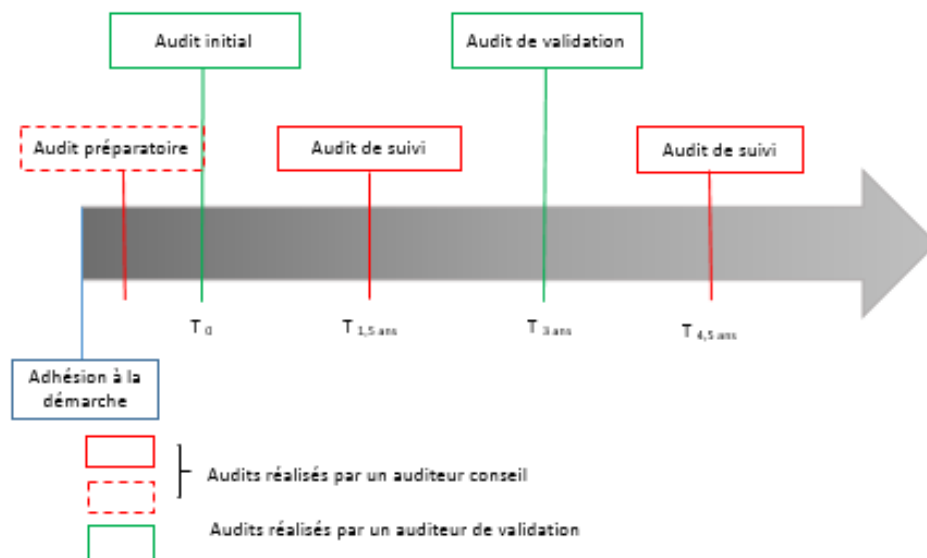 Audit initial
Audit de validation
Audit préparatoire
Audit de suivi
Audit de suivi
T 0
T 1,5 ans
T 3 ans
T 4,5 ans
Adhésion à la
démarche
Audits réalisés par un auditeur conseil
Audits réalisés par un auditeur de validation